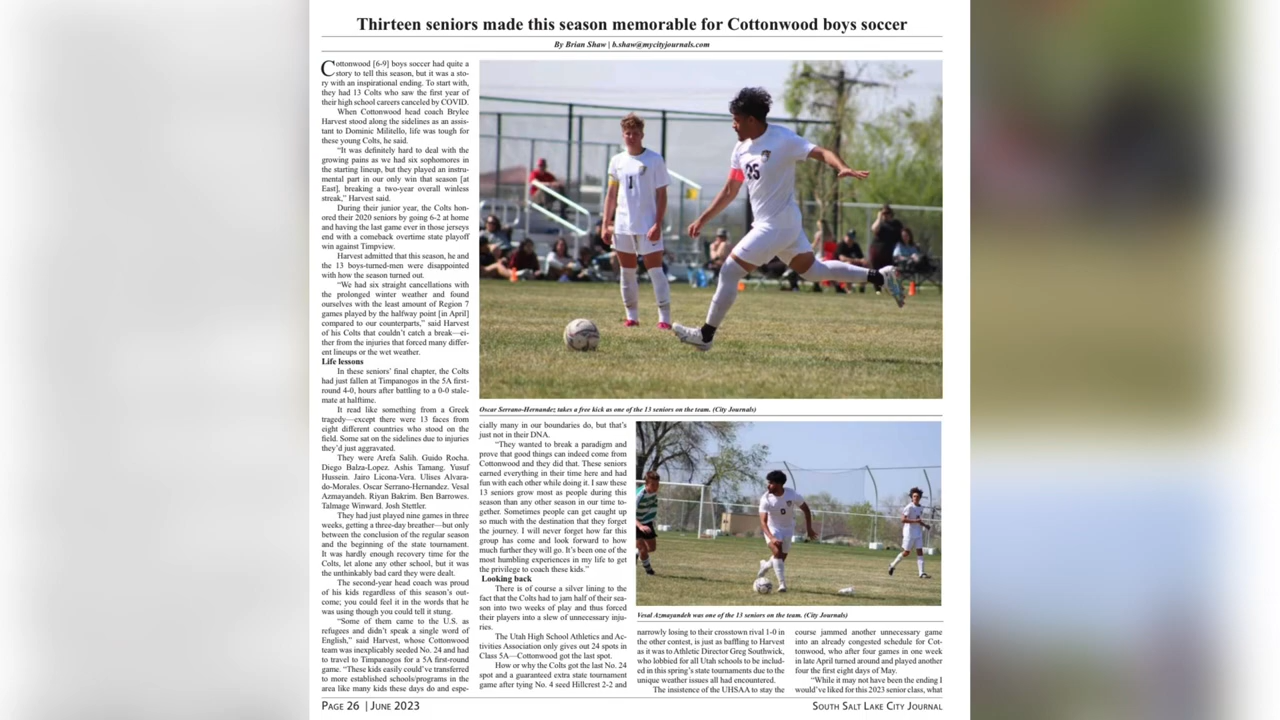 Thirteen seniors made this season memorable for Cottonwood boys soccer
By Brian Shaw | b.shaw@mycityjournals.com
Cottonwood [6-9] boys soccer had quite a
story to tell this season, but it was a sto-
ry with an inspirational ending. To start with,
they had 13 Colts who saw the first year of
their high school careers canceled by COVID.
When Cottonwood head coach Brylee
Harvest stood along the sidelines as an assis-
tant to Dominic Militello, life was tough for
these young Colts, he said.
“It was definitely hard to deal with the
growing pains as we had six sophomores in
the starting lineup, but they played an instru-
mental part in our only win that season [at
East], breaking a two-year overall winless
streak,” Harvest said.
During their junior year, the Colts hon-
ored their 2020 seniors by going 6-2 at home
and having the last game ever in those jerseys
end with a comeback overtime state playoff
win against Timpview.
Harvest admitted that this season, he and
the 13 boys-turned-men were disappointed
with how the season turned out.
“We had six straight cancellations with
the prolonged winter weather and found
ourselves with the least amount of Region 7
games played by the halfway point [in April]
compared to our counterparts,” said Harvest
of his Colts that couldn’t catch a break—ei-
ther from the injuries that forced many differ-
ent lineups or the wet weather.
Life lessons
In these seniors’ final chapter, the Colts
had just fallen at Timpanogos in the 5A first-
round 4-0, hours after battling to a 0-0 stale-
mate at halftime.
It read like something from a Greek
tragedy—except there were 13 faces from
eight different countries who stood on the
field. Some sat on the sidelines due to injuries
they’d just aggravated.
They were Arefa Salih. Guido Rocha.
Diego Balza-Lopez. Ashis Tamang. Yusuf
Hussein. Jairo Licona-Vera. Ulises Alvara-
do-Morales. Oscar Serrano-Hernandez. Vesal
Azmayandeh. Riyan Bakrim. Ben Barrowes.
Talmage Winward. Josh Stettler.
They had just played nine games in three
weeks, getting a three-day breather—but only
between the conclusion of the regular season
and the beginning of the state tournament.
It was hardly enough recovery time for the
Colts, let alone any other school, but it was
the unthinkably bad card they were dealt.
The second-year head coach was proud
of his kids regardless of this season’s out-
come; you could feel it in the words that he
was using though you could tell it stung.
“Some of them came to the U.S. as
refugees and didn’t speak a single word of
English,” said Harvest, whose Cottonwood
team was inexplicably seeded No. 24 and had
to travel to Timpanogos for a 5A first-round
game. “These kids easily could’ve transferred
to more established schools/programs in the
area like many kids these days do and espe-
1
25
Oscar Serrano-Hernandez takes a free kick as one of the 13 seniors on the team. (City Journals)
cially many in our boundaries do, but that’s
just not in their DNA.
“They wanted to break a paradigm and
prove that good things can indeed come from
Cottonwood and they did that. These seniors
earned everything in their time here and had
fun with each other while doing it. I saw these
13 seniors grow most as people during this
season than any other season in our time to-
gether. Sometimes people can get caught up
so much with the destination that they forget
the journey. I will never forget how far this
group has come and look forward to how
much further they will go. It’s been one of the
most humbling experiences in my life to get
the privilege to coach these kids.”
Looking back
There is of course a silver lining to the
fact that the Colts had to jam half of their sea-
son into two weeks of play and thus forced
their players into a slew of unnecessary inju-
ries.
The Utah High School Athletics and Ac-
tivities Association only gives out 24 spots in
Class 5A—Cottonwood got the last spot.
How or why the Colts got the last No. 24
spot and a guaranteed extra state tournament
game after tying No. 4 seed Hillcrest 2-2 and
Vesal Azmayandeh was one of the 13 seniors on the team. (City Journals)
narrowly losing to their crosstown rival 1-0 in
the other contest, is just as baffling to Harvest
as it was to Athletic Director Greg Southwick,
who lobbied for all Utah schools to be includ-
ed in this spring’s state tournaments due to the
unique weather issues all had encountered.
The insistence of the UHSAA to stay the
course jammed another unnecessary game
into an already congested schedule for Cot-
tonwood, who after four games in one week
in late April turned around and played another
four the first eight days of May.
“While it may not have been the ending I
would’ve liked for this 2023 senior class, what
PAGE 26 | JUNE 2023
SOUTH SALT LAKE CITY JOURNAL